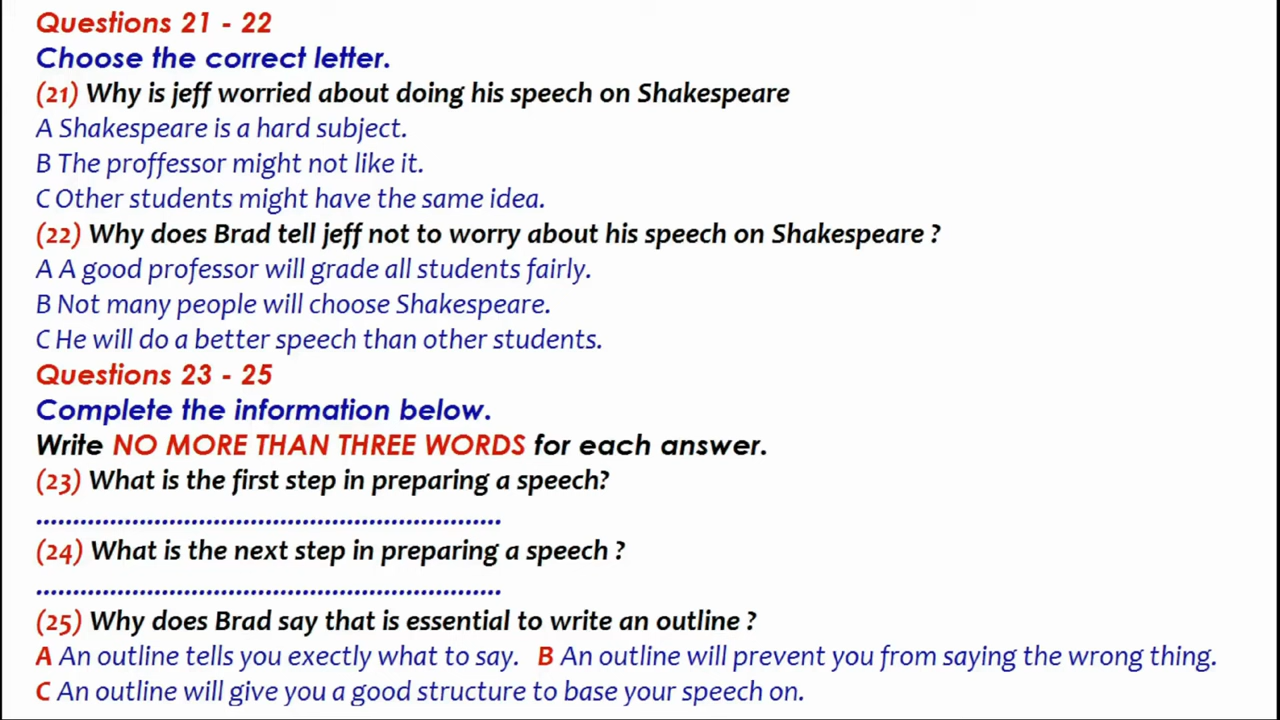 Questions 21 - 22
Choose the correct letter.
(21) Why is jeff worried about doing his speech on Shakespeare
A Shakespeare is a hard subject.
B The proffessor might not like it.
C Other students might have the same idea.
(22) Why does Brad tell jeff not to worry about his speech on Shakespeare ?
A A good professor will grade all students fairly.
B Not many people will choose Shakespeare.
C He will do a better speech than other students.
Questions 23 - 25
Complete the information below.
Write NO MORE THAN THREE WORDS for each answer.
(23) What is the first step in preparing a speech?
...............................................................
(24) What is the next step in preparing a speech ?
...............................................................
(25) Why does Brad say that is essential to write an outline ?
A An outline tells you exectly what to say. B An outline will prevent you from saying the wrong thing.
C An outline will give you a good structure to base your speech on.